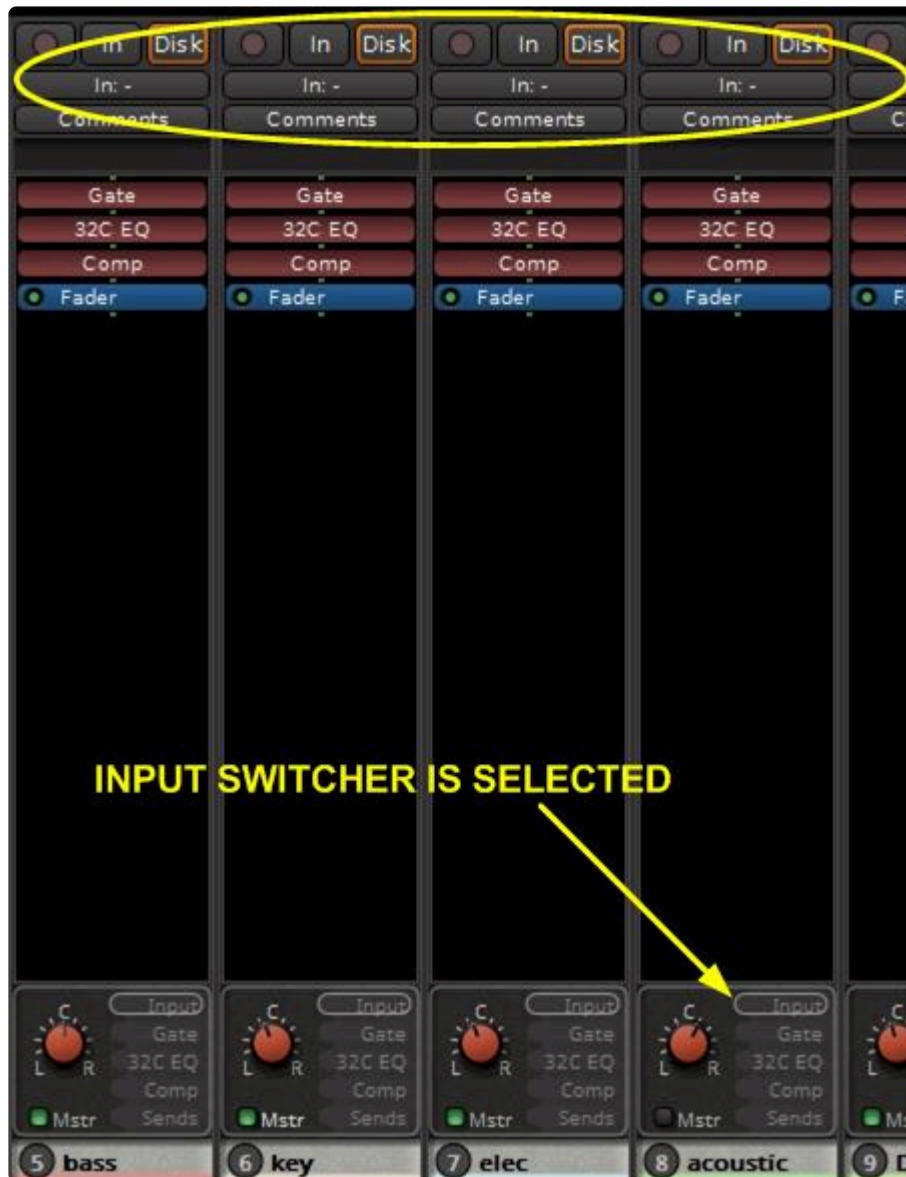 In Disk In Disk In Disk In Disk
In: - In: - In: - In: -
Comments Comments Comments Comments C
Gate Gate Gate Gate
32C EQ 32C EQ 32C EQ 32C EQ
Comp Comp Comp Comp
Fader Fader Fader Fader F
INPUT SWITCHER IS SELECTED
C Input C Input C Input C Input C
Gate Gate Gate Gate
L R 32C EQ L R 32C EQ L R 32C EQ L R 32C EQ L
Comp Comp Comp Comp
Mstr Sends Mstr Sends Mstr Sends Mstr Sends Ms
5 bass 6 key 7 elec 8 acoustic 9 D